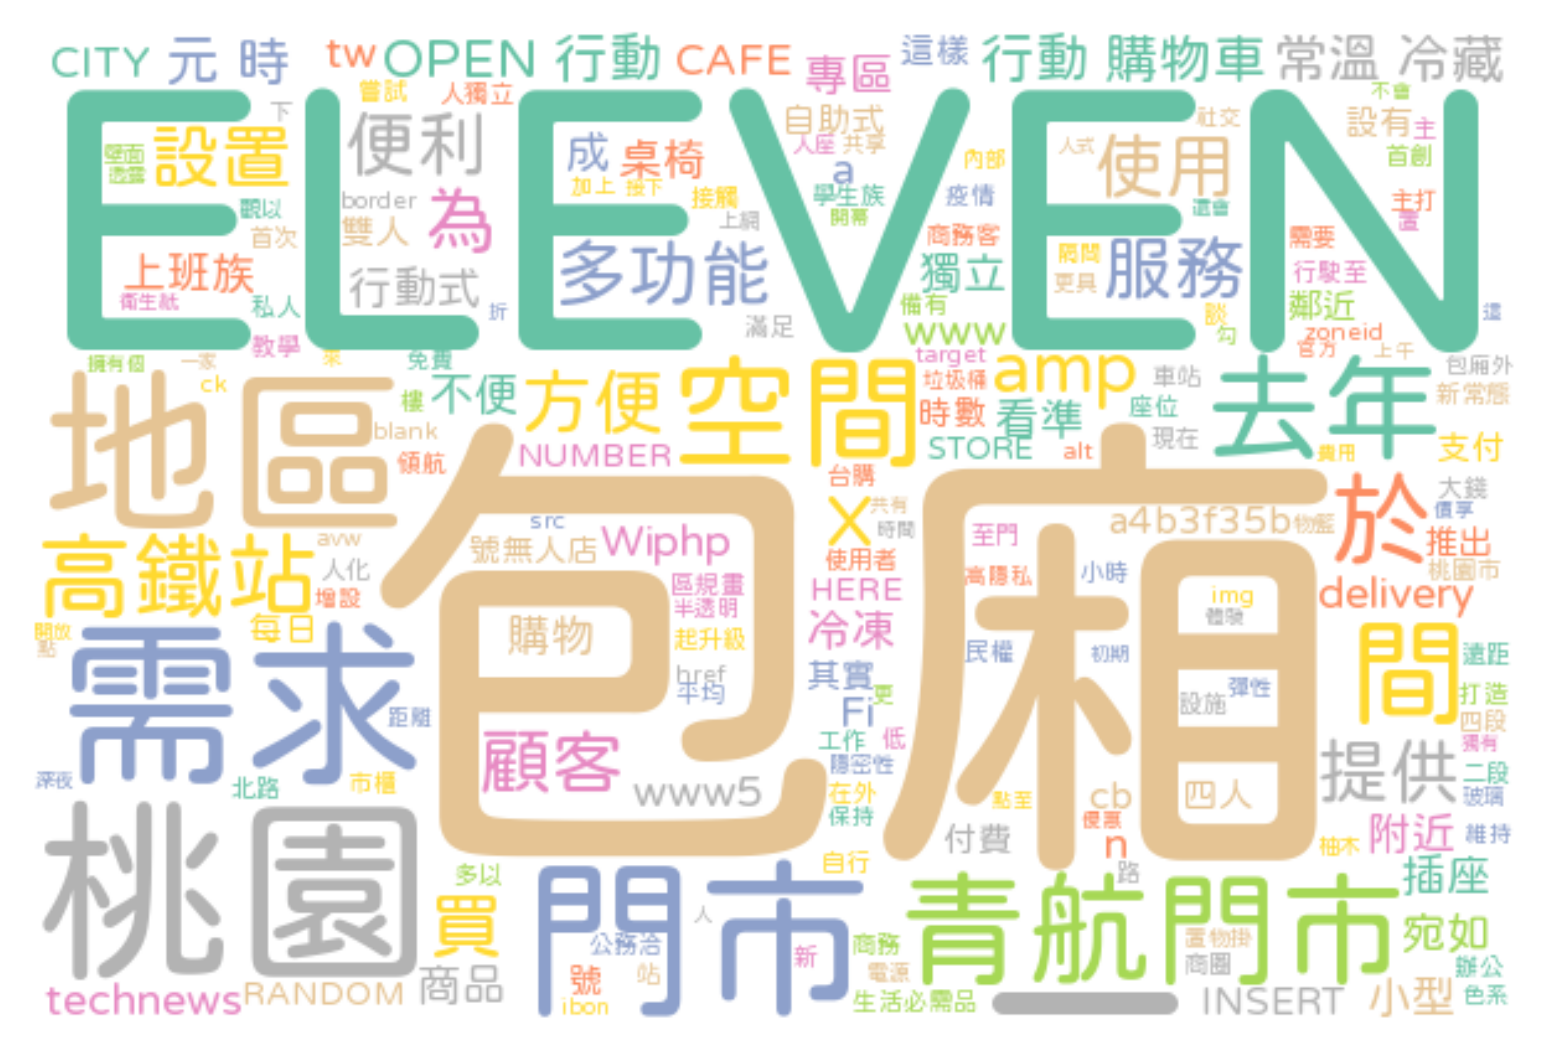 CITY 元 時 tw OPEN 行動 CAFE 專區 這樣 行動 購物車 常溫 冷藏
嘗試 人獨立 不會
ELEVEN
下 設置 便利 成 桌椅 自助式 人座 共享 a 內部 人式 社交 使用 設有 主 首創
壁面 透露 border 加上 接下 接觸 學生族 疫情 還會 主打 置
觀以 首次 雙人 為 上網 開幕 商務客 隔間 需要
上班族 行動式 多功能 獨立 更具 服務 行駛至
衛生紙 私人 折 滿足 備有 談 鄰近 這
教學 來 免費 www 勾 zoneid
擁有個 一家 target 官方 上午 包廂外
地區 ck 樓 不便 方便 空間 垃圾桶 amp 車站 去年 新常態
blank 時數 看準 座位
領航 NUMBER STORE alt 現在 費用 支付
台購 大錢
src X 共有 a4b3f35b 物籃 於 價享
高鐵站 avw 號無人店 Wiphp 時間 至門 推出
包廂
人化 使用者 高隱私 小時 桃園市
增設 區規畫 半透明 HERE img delivery
開放 點 每日 購物 起升級 冷凍 體發
需求 href 平均 其實 民權 初期 間 遠距
距離 更 Fi 設施 彈性 打造 四段
顧客 工作 低 提供 獨有
深夜 北路 市櫃 www5 隱密性 在外 點至 cb 四人 二段 玻璃
保持 優惠
桃園 付費 n 柚木 附近 維持
多以 門市 自行 路 青航門市 插座
買 人 公務洽 新 商務 置物掛 宛如
商品 號 站 電源 商圈 辦公
technews RANDOM ibon 生活必需品 一 INSERT 小型 色系